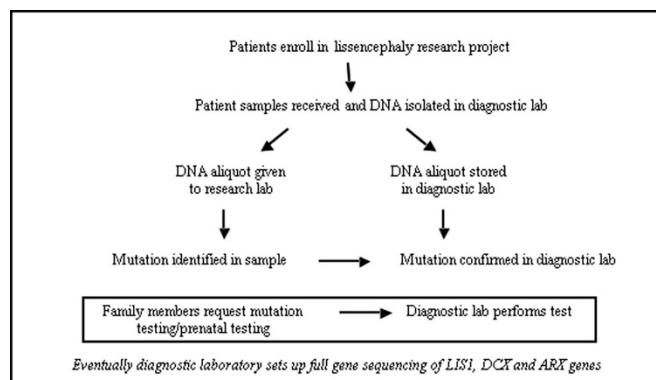 Patients enroll in lissencephaly research project
Patient samples received and DNA isolated in diagnostic lab
DNA aliquot given
to research lab
DNA aliquot stored
in diagnostic lab
Mutation identified in sample
Mutation confirmed in diagnostic lab
Family members request mutation
testing/prenatal testing
Diagnostic lab performs test
Eventually diagnostic laboratory sets up full gene sequencing of LIS1, DCX and ARX genes